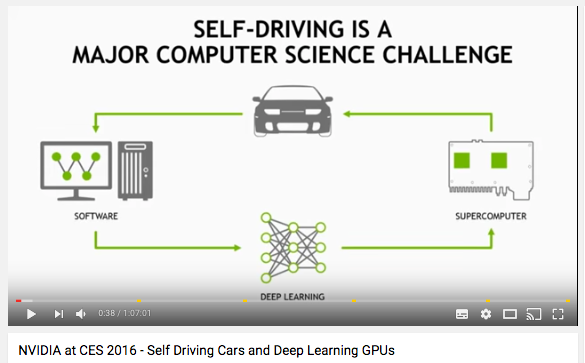 SELF-DRIVING IS A
MAJOR COMPUTER SCIENCE CHALLENGE
SOFTWARE
SUPERCOMPUTER
DEEP LEARNING
0:38 / 1:07:01
NVIDIA at CES 2016 - Self Driving Cars and Deep Learning GPUs